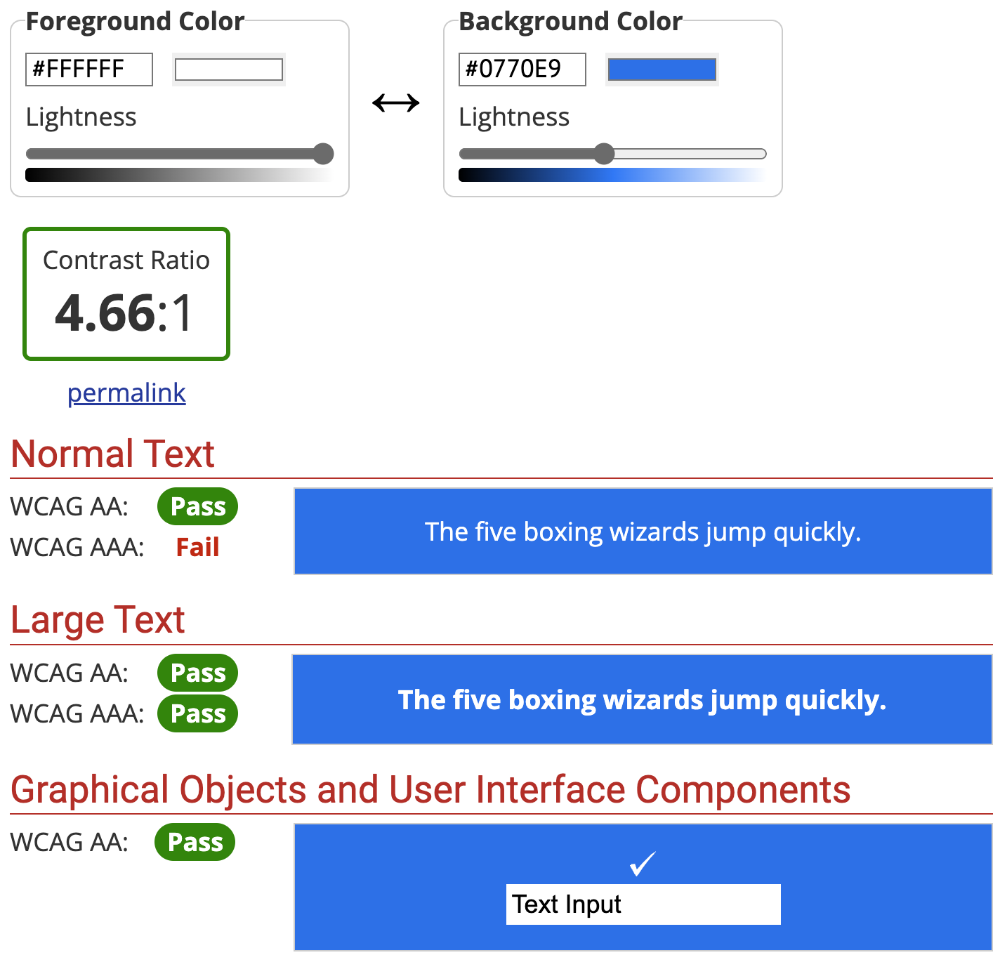 Foreground Color
#FFFFFF
Lightness
Background Color
#0770E9
Lightness
Contrast Ratio
4.66:1
permalink
Normal Text
WCAG AA: Pass
WCAG AAA: Fail
The five boxing wizards jump quickly.
Large Text
WCAG AA: Pass
WCAG AAA: Pass
The five boxing wizards jump quickly.
Graphical Objects and User Interface Components
WCAG AA: Pass
Text Input